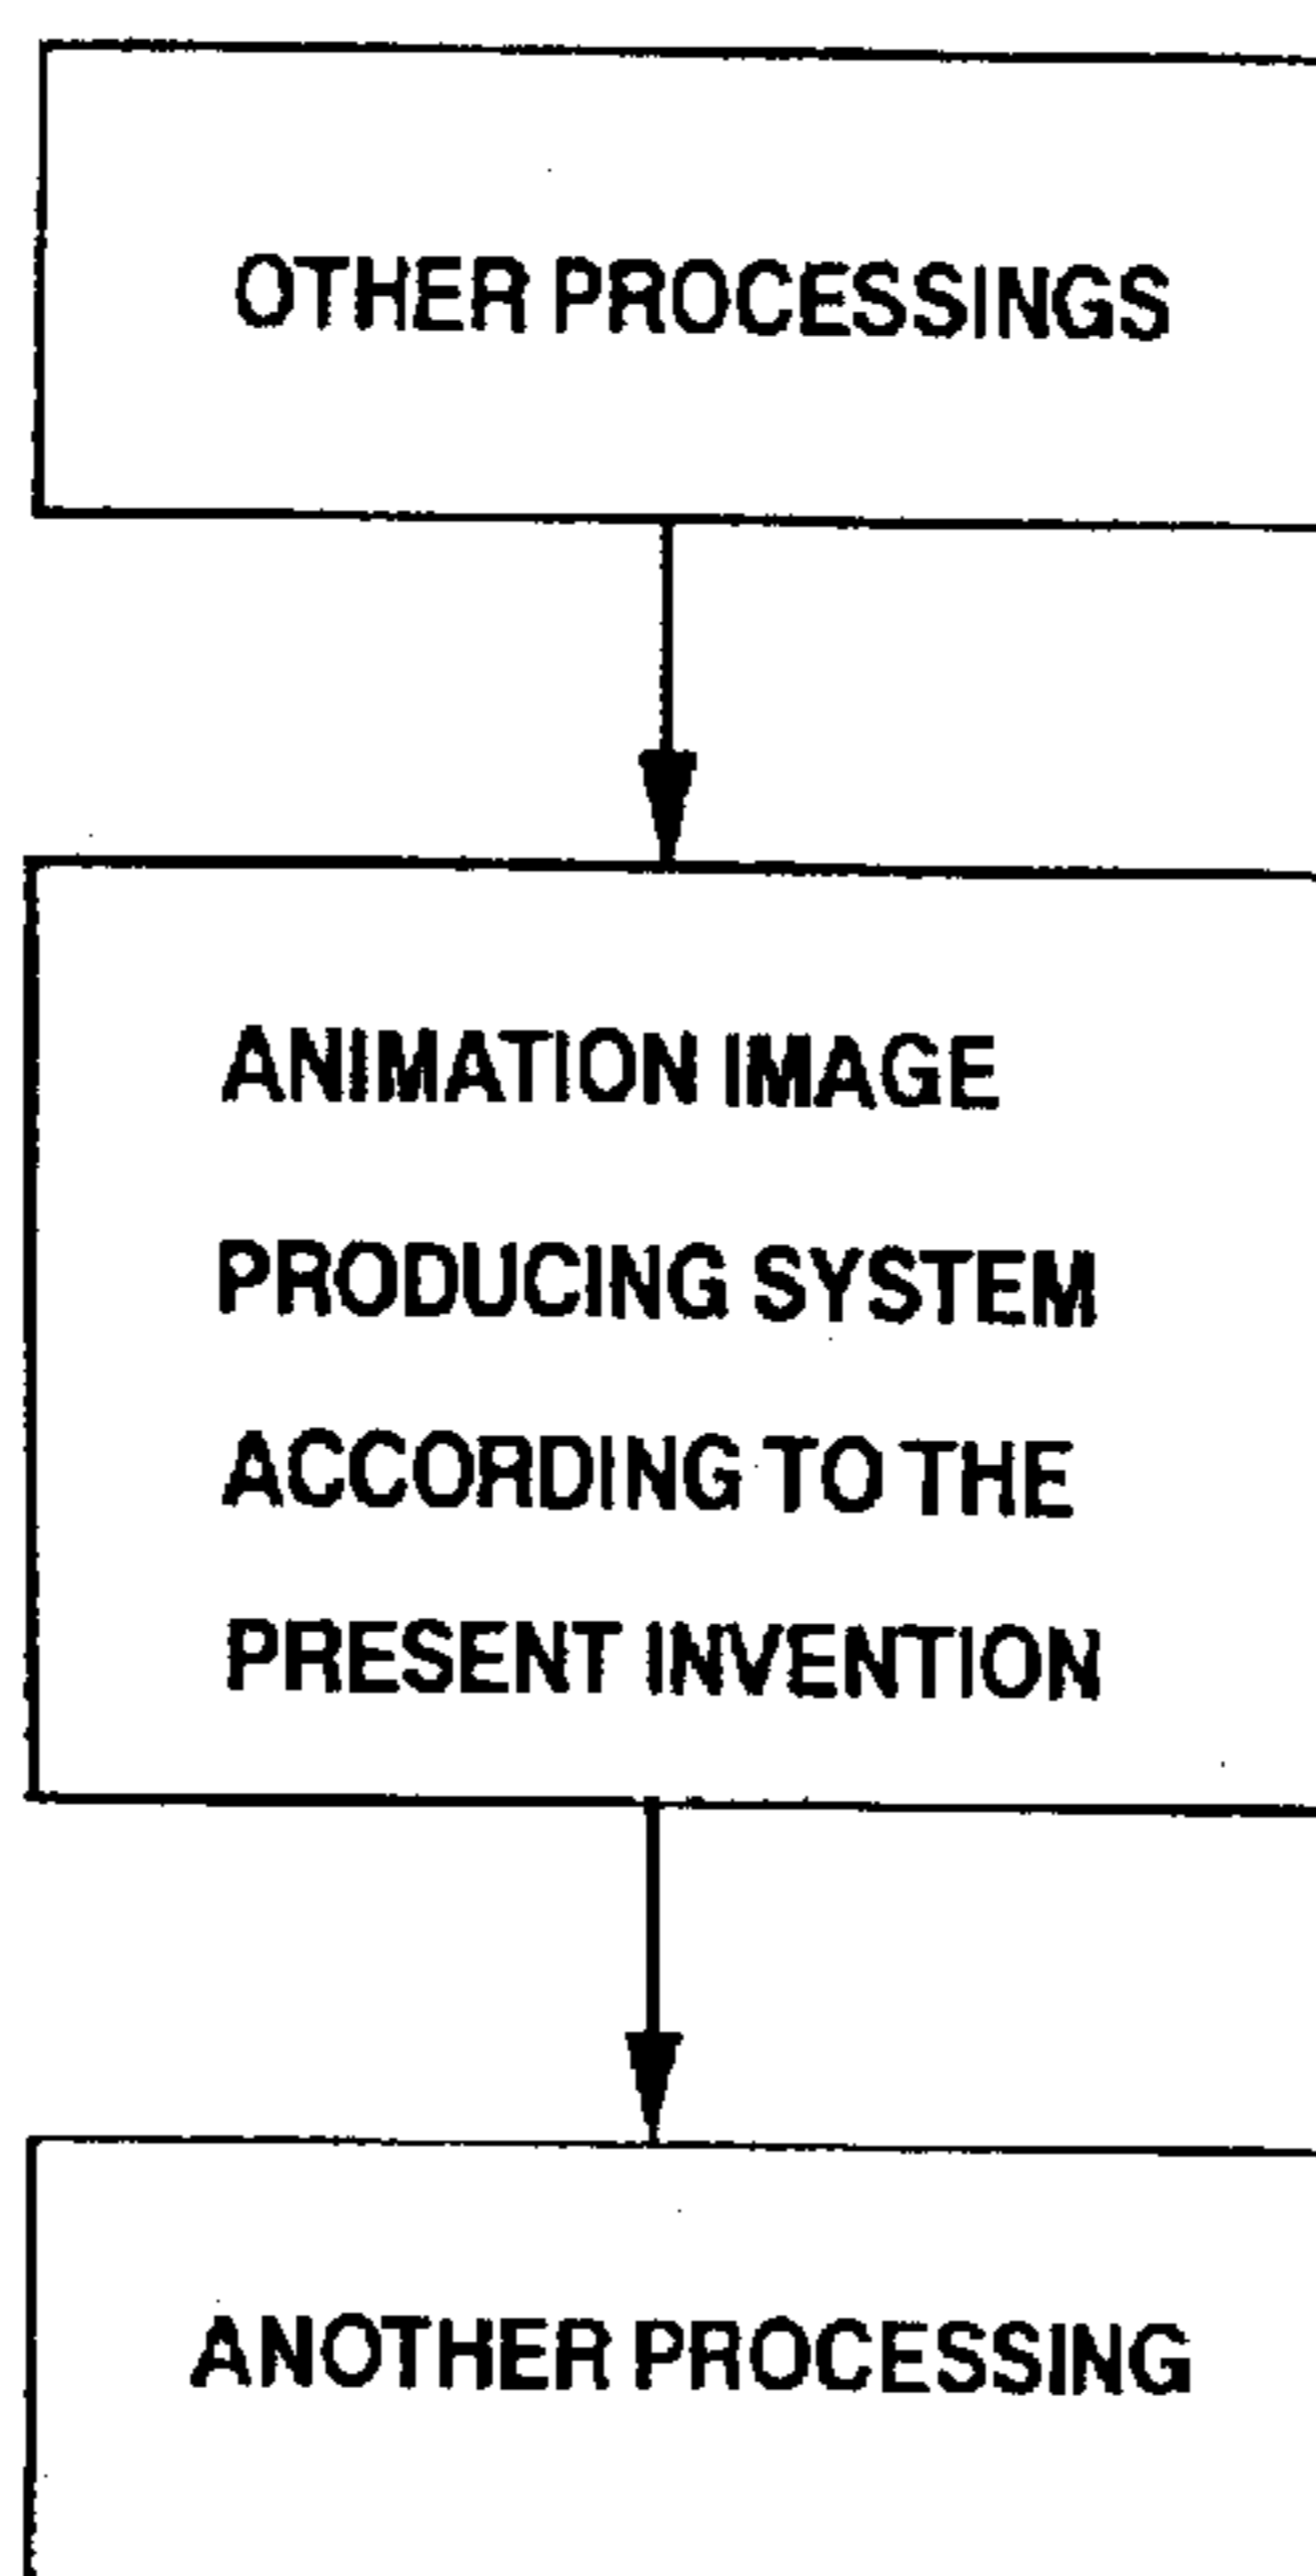 OTHER PROCESSINGS
ANIMATION IMAGE
PRODUCING SYSTEM
ACCORDING TO THE
PRESENT INVENTION
ANOTHER PROCESSING